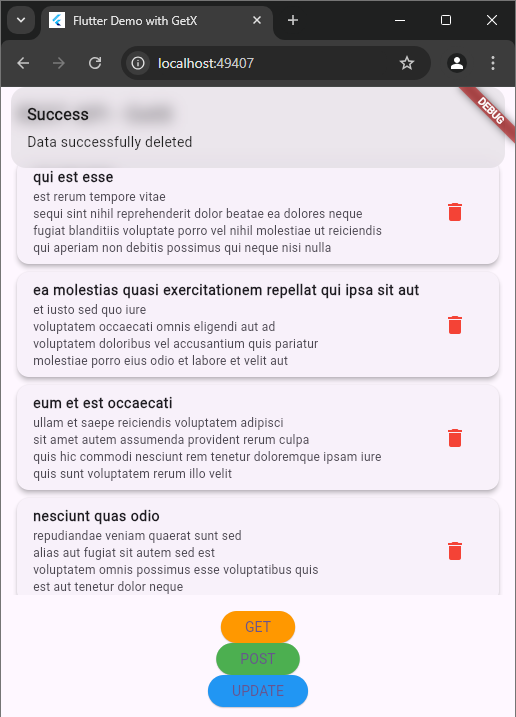 Flutter Demo with GetX
localhost:49407
DEBUG
Success
Data successfully deleted
qui est esse
est rerum tempore vitae
sequi sint nihil reprehenderit dolor beatae ea dolores neque
fugiat blanditiis voluptate porro vel nihil molestiae ut reiciendis
qui aperiam non debitis possimus qui neque nisi nulla
ea molestias quasi exercitationem repellat qui ipsa sit aut
et iusto sed quo iure
voluptatem occaecati omnis eligendi aut ad
voluptatem doloribus vel accusantium quis pariatur
molestiae porro eius odio et labore et velit aut
eum et est occaecati
ullam et saepe reiciendis voluptatem adipisci
sit amet autem assumenda provident rerum culpa
quis hic commodi nesciunt rem tenetur doloremque ipsam iure
quis sunt voluptatem rerum illo velit
nesciunt quas odio
repudiandae veniam quaerat sunt sed
alias aut fugiat sit autem sed est
voluptatem omnis possimus esse voluptatibus quis
est aut tenetur dolor neque
GET
POST
UPDATE